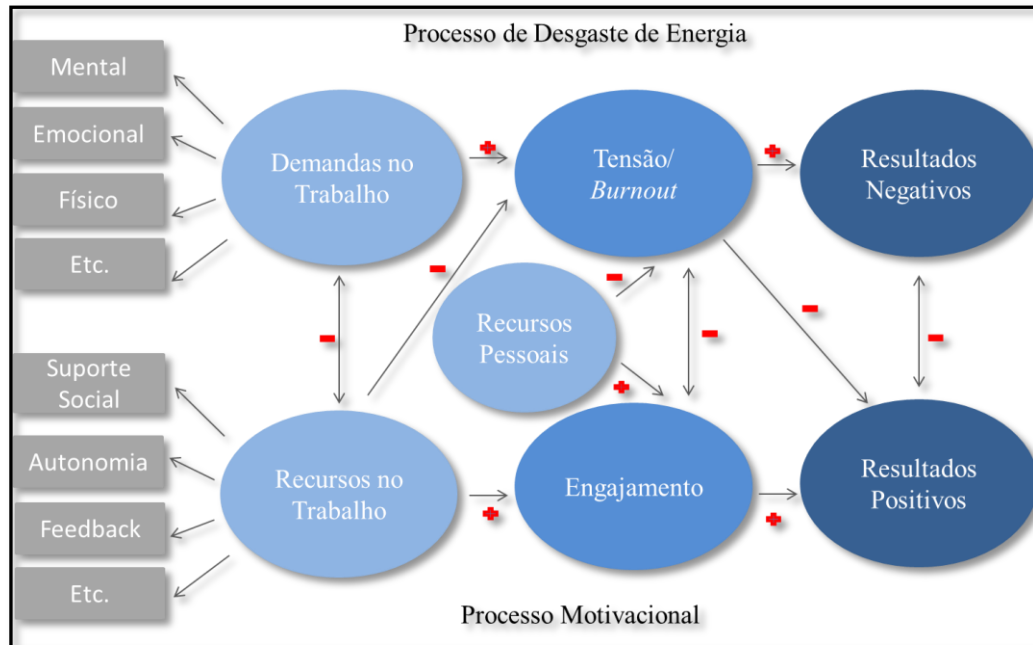 Processo de Desgaste de Energia
Mental
Emocional
Físico
Etc.
Demandas no
Trabalho
+
Tensão/
Burnout
+
Resultados
Negativos
-
-
Recursos
Pessoais
-
+
-
-
-
Suporte
Social
Autonomia
Feedback
Etc.
Recursos no
Trabalho
+
Engajamento
+
Resultados
Positivos
Processo Motivacional